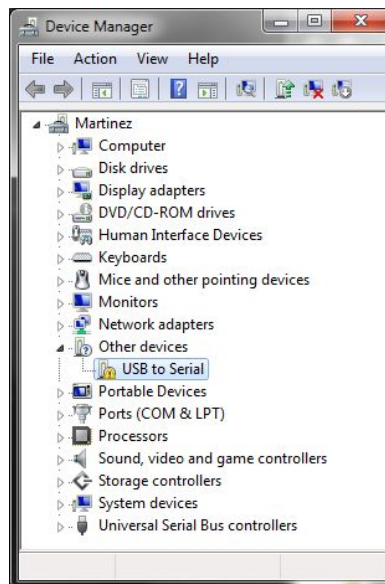 Device Manager
File Action View Help
Martinez
Computer
Disk drives
Display adapters
DVD/CD-ROM drives
Human Interface Devices
Keyboards
Mice and other pointing devices
Monitors
Network adapters
Other devices
USB to Serial
Portable Devices
Ports (COM & LPT)
Processors
Sound, video and game controllers
Storage controllers
System devices
Universal Serial Bus controllers